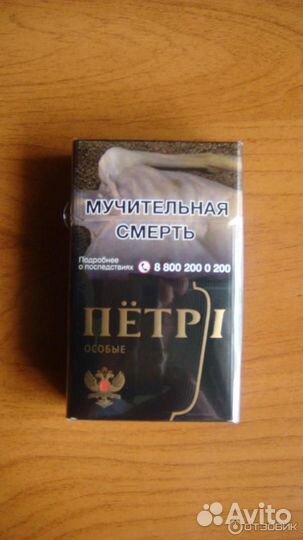 МУЧИТЕЛЬНАЯ
СМЕРТЬ
Подробнее
о последствиях 8 800 200 0 200
ПЁТР I
ОСОБЫЕ
Avito
ОТЗОВИК